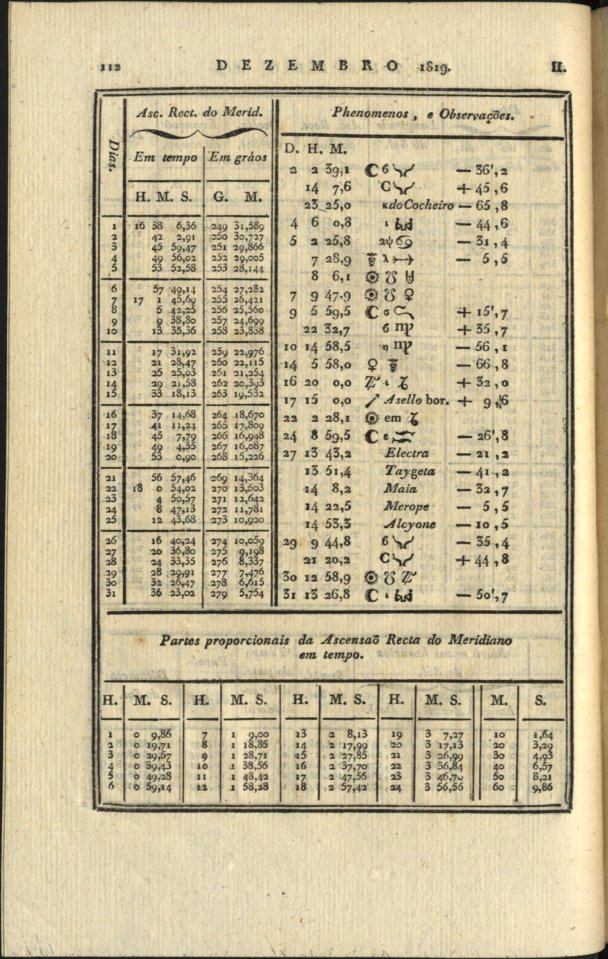 112 DEZEMBRO 1819. II.
Asc. Rect. do Merid. Phenomenos, e Observações.
Dias. Em tempo Em gráos D. H. M.
H. M. S. G. M.
1 16 38 6,36 249 31,589
2 42 2,91 250 30,727
3 45 59,47 251 29,866
4 49 56,02 252 29,005
5 53 52,58 253 28,144
6 57 49,14 254 27,282
7 17 1 45,69 255 26,421
8 5 42,25 256 25,560
9 9 38,80 257 24,699
10 13 35,36 258 23,838
11 17 31,92 259 22,976
12 21 28,47 260 22,115
13 25 25,03 261 21,254
14 29 21,58 262 20,393
15 33 18,13 263 19,532
16 37 14,68 264 18,670
17 41 11,24 265 17,809
18 45 7,79 266 16,948
19 49 4,35 267 16,087
20 53 0,90 268 15,226
21 56 57,46 269 14,364
22 18 0 54,02 270 13,503
23 4 50,57 271 12,642
24 8 47,13 272 11,781
25 12 43,68 273 10,920
26 16 40,24 274 10,059
27 20 36,80 275 9,198
28 24 33,35 276 8,337
29 28 29,91 277 7,476
30 32 26,47 278 6,615
31 36 23,02 279 5,754
2 2 39,1 ☾ 6 ♈ — 36',2
14 7,6 C ♈ + 45,6
23 25,0 κ do Cocheiro — 65,8
4 6 0,8 — 44,6
5 2 25,8 2ψ ♋ — 31,4
7 28,9 λ ♐ — 5,5
8 6,1 ☉ ☋ ♅
7 9 47,9 ☉ ☋ ♀
9 5 59,5 ☾ ♌ + 15',7
22 32,7 6 ♍ + 35,7
10 14 58,5 η ♍ — 56,1
14 5 58,0 ♀ — 66,8
16 20 0,0 ♑ + 32,0
17 15 0,0 Asello bor. + 9,6
22 2 28,1 ☉ em ♑
24 8 59,5 ☾ ε ♒ — 26',8
27 13 43,2 Electra — 21,2
13 51,4 Taygeta — 41,2
14 8,2 Maia — 32,7
14 22,5 Merope — 5,5
14 53,3 Alcyone — 10,5
29 9 44,8 6 ♈ — 35,4
21 20,2 C ♈ + 44,8
30 12 58,9 ☉ ☋
31 13 26,8 ☾ — 50',7
Partes proporcionais da Ascensaõ Recta do Meridiano
em tempo.
H. M. S. H. M. S. H. M. S. H. M. S. M. S.
1 0 9,86 7 1 9,00 13 2 8,13 19 3 7,27 10 1,64
2 0 19,71 8 1 18,85 14 2 17,99 20 3 17,13 20 3,29
3 0 29,57 9 1 28,71 15 2 27,85 21 3 26,99 30 4,93
4 0 39,43 10 1 38,56 16 2 37,70 22 3 36,84 40 6,57
5 0 49,28 11 1 48,42 17 2 47,56 23 3 46,70 50 8,21
6 0 59,14 12 1 58,28 18 2 57,42 24 3 56,56 60 9,86